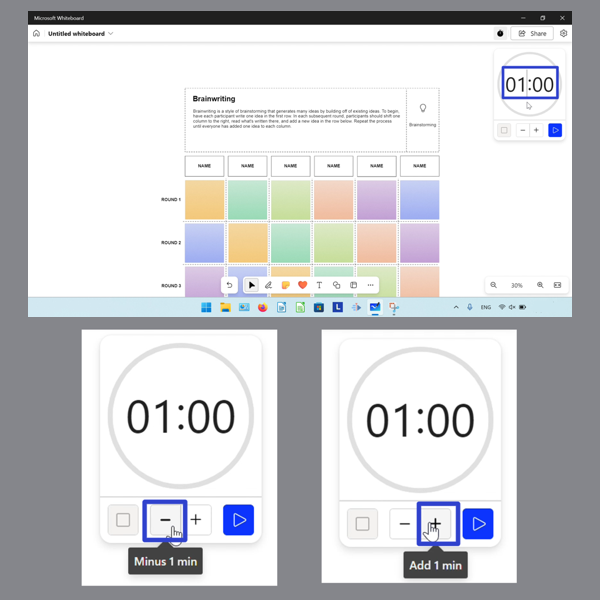 Microsoft Whiteboard
Untitled whiteboard
Share
01:00
Brainwriting
Brainwriting is a style of brainstorming that generates many ideas by building off of existing ideas. To begin,
have each participant write one idea in the first row. In each subsequent round, participants should shift one
column to the right, read what's written there, and add a new idea in the row below. Repeat the process
until everyone has added one idea to each column.
Brainstorming
NAME NAME NAME NAME NAME NAME
ROUND 1
ROUND 2
ROUND 3
30%
ENG
01:00
Minus 1 min
01:00
Add 1 min